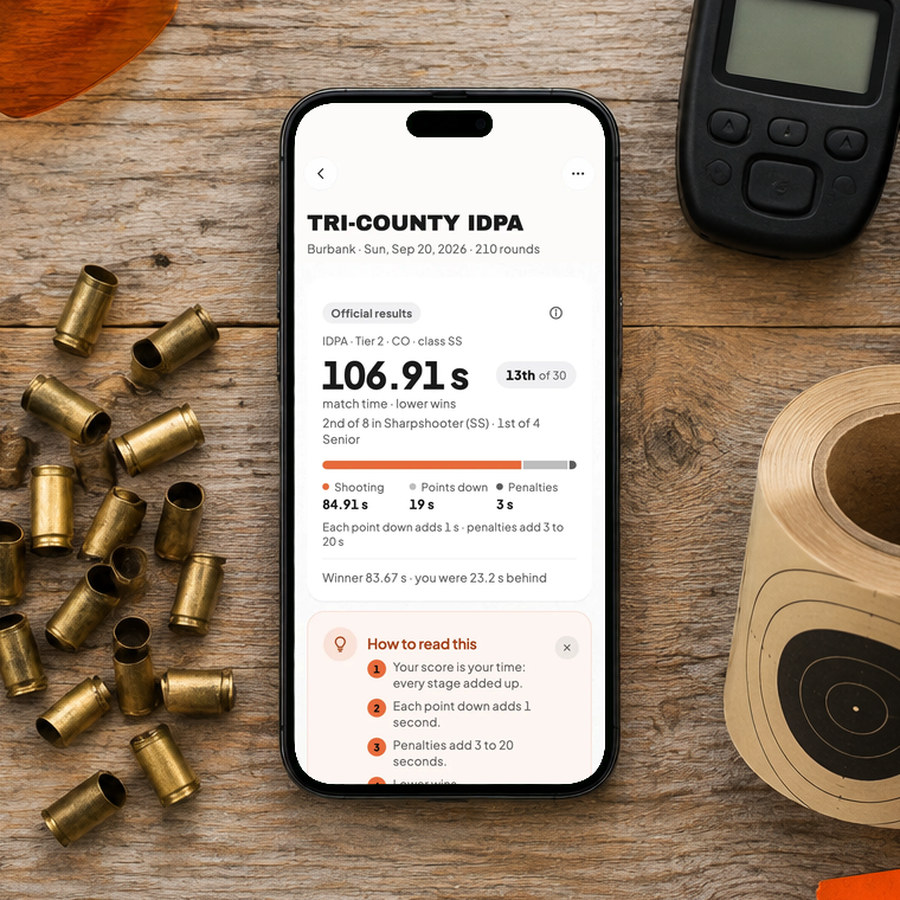 TRI-COUNTY IDPA
Burbank · Sun, Sep 20, 2026 · 210 rounds
Official results
IDPA · Tier 2 · CO · class SS
106.91 s
13th of 30
match time · lower wins
2nd of 8 in Sharpshooter (SS) · 1st of 4
Senior
Shooting
Points down
Penalties
84.91 s
19 s
3 s
Each point down adds 1 s · penalties add 3 to
20 s
Winner 83.67 s · you were 23.2 s behind
How to read this
1 Your score is your time:
every stage added up.
2 Each point down adds 1
second.
3 Penalties add 3 to 20
seconds.
Lower wins